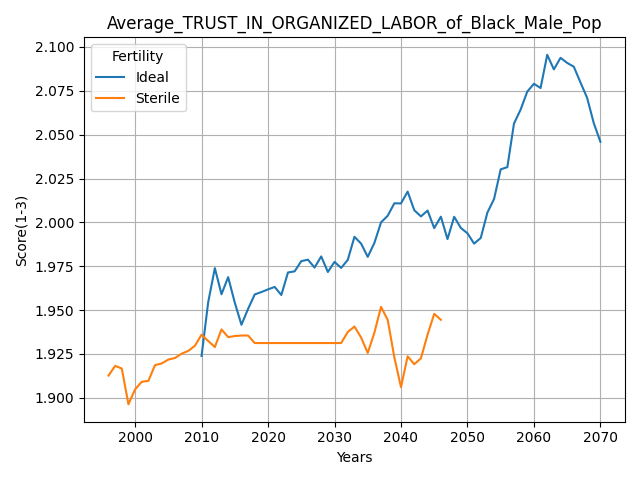 Average_TRUST_IN_ORGANIZED_LABOR_of_Black_Male_Pop
Fertility
Ideal
Sterile
Score(1-3)
2.100
2.075
2.050
2.025
2.000
1.975
1.950
1.925
1.900
2000 2010 2020 2030 2040 2050 2060 2070
Years